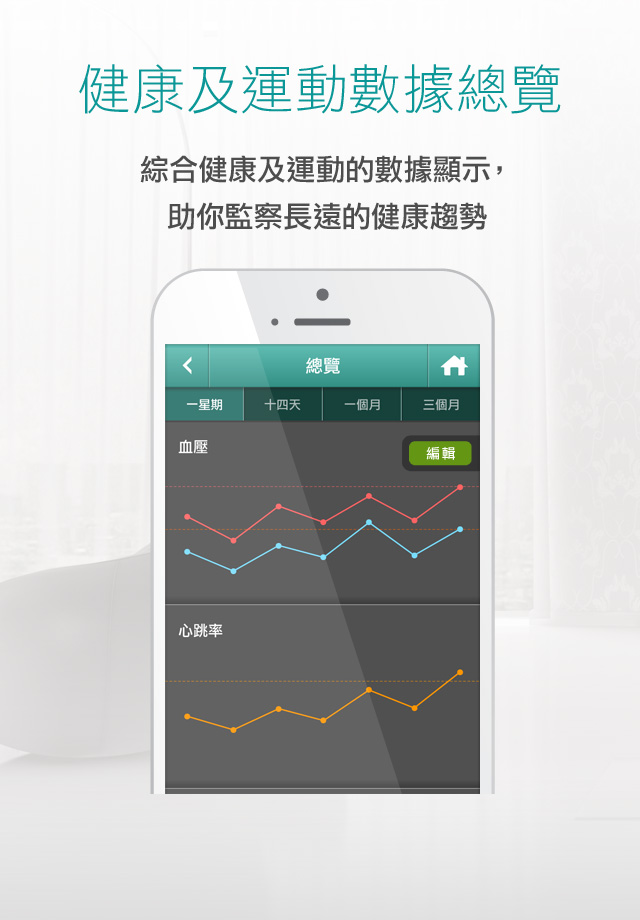 健康及運動數據總覽
綜合健康及運動的數據顯示，
助你監察長遠的健康趨勢
總覽
一星期 十四天 一個月 三個月
血壓 編輯
心跳率